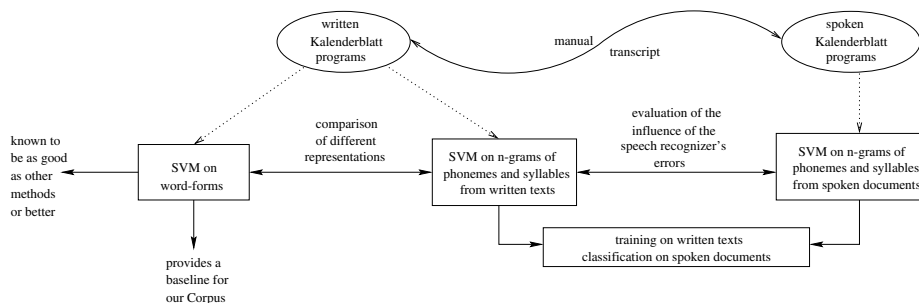 written
Kalenderblatt
programs
manual
transcript
spoken
Kalenderblatt
programs
known to
be as good
as other
methods
or better
SVM on
word-forms
comparison
of different
representations
SVM on n-grams of
phonemes and syllables
from written texts
evaluation of the
influence of the
speech recognizer's
errors
SVM on n-grams of
phonemes and syllables
from spoken documents
provides a
baseline for
our Corpus
training on written texts
classification on spoken documents